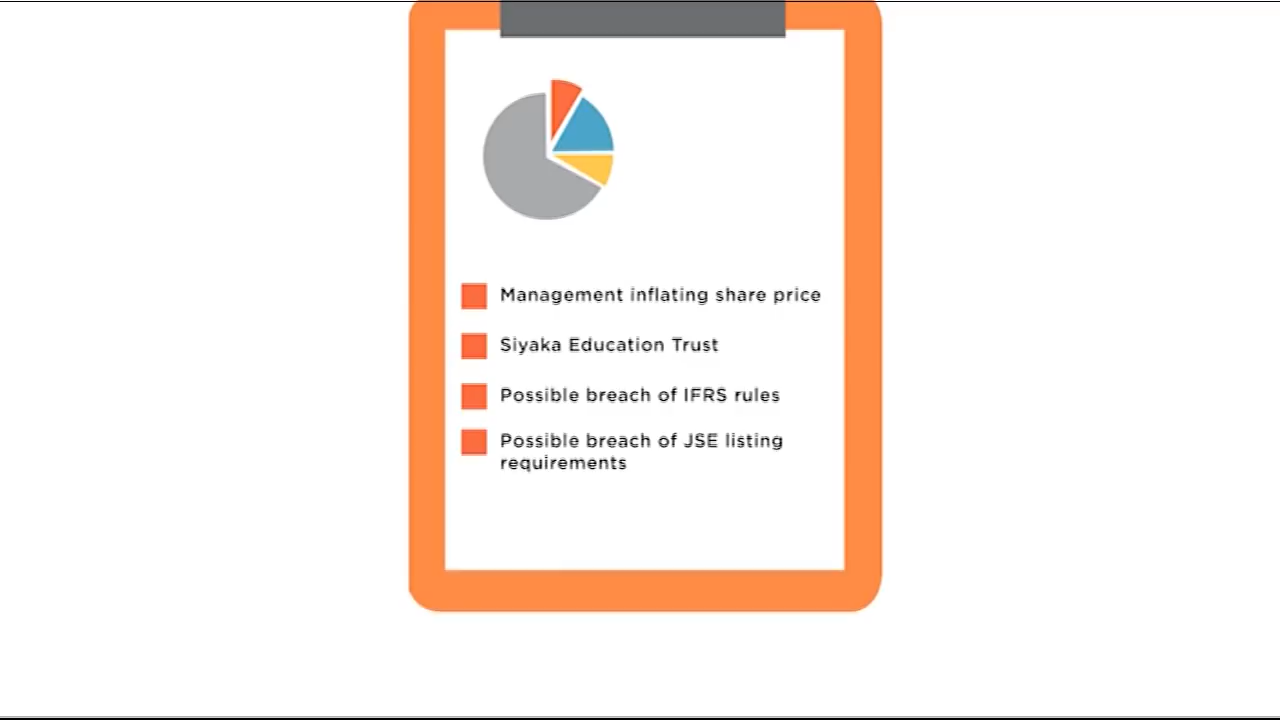 Management inflating share price
Siyaka Education Trust
Possible breach of IFRS rules
Possible breach of JSE listing
requirements